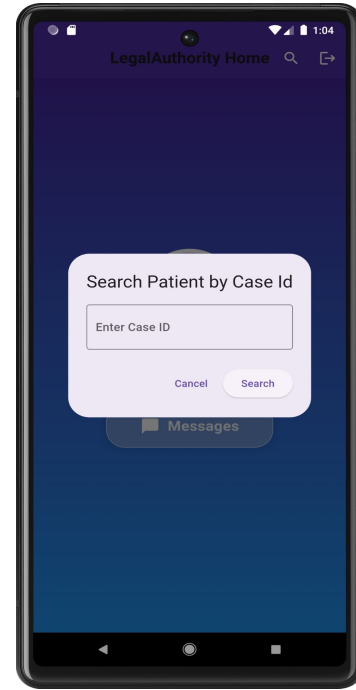 1:04
LegalAuthority Home
Search Patient by Case Id
Enter Case ID
Cancel Search
Messages